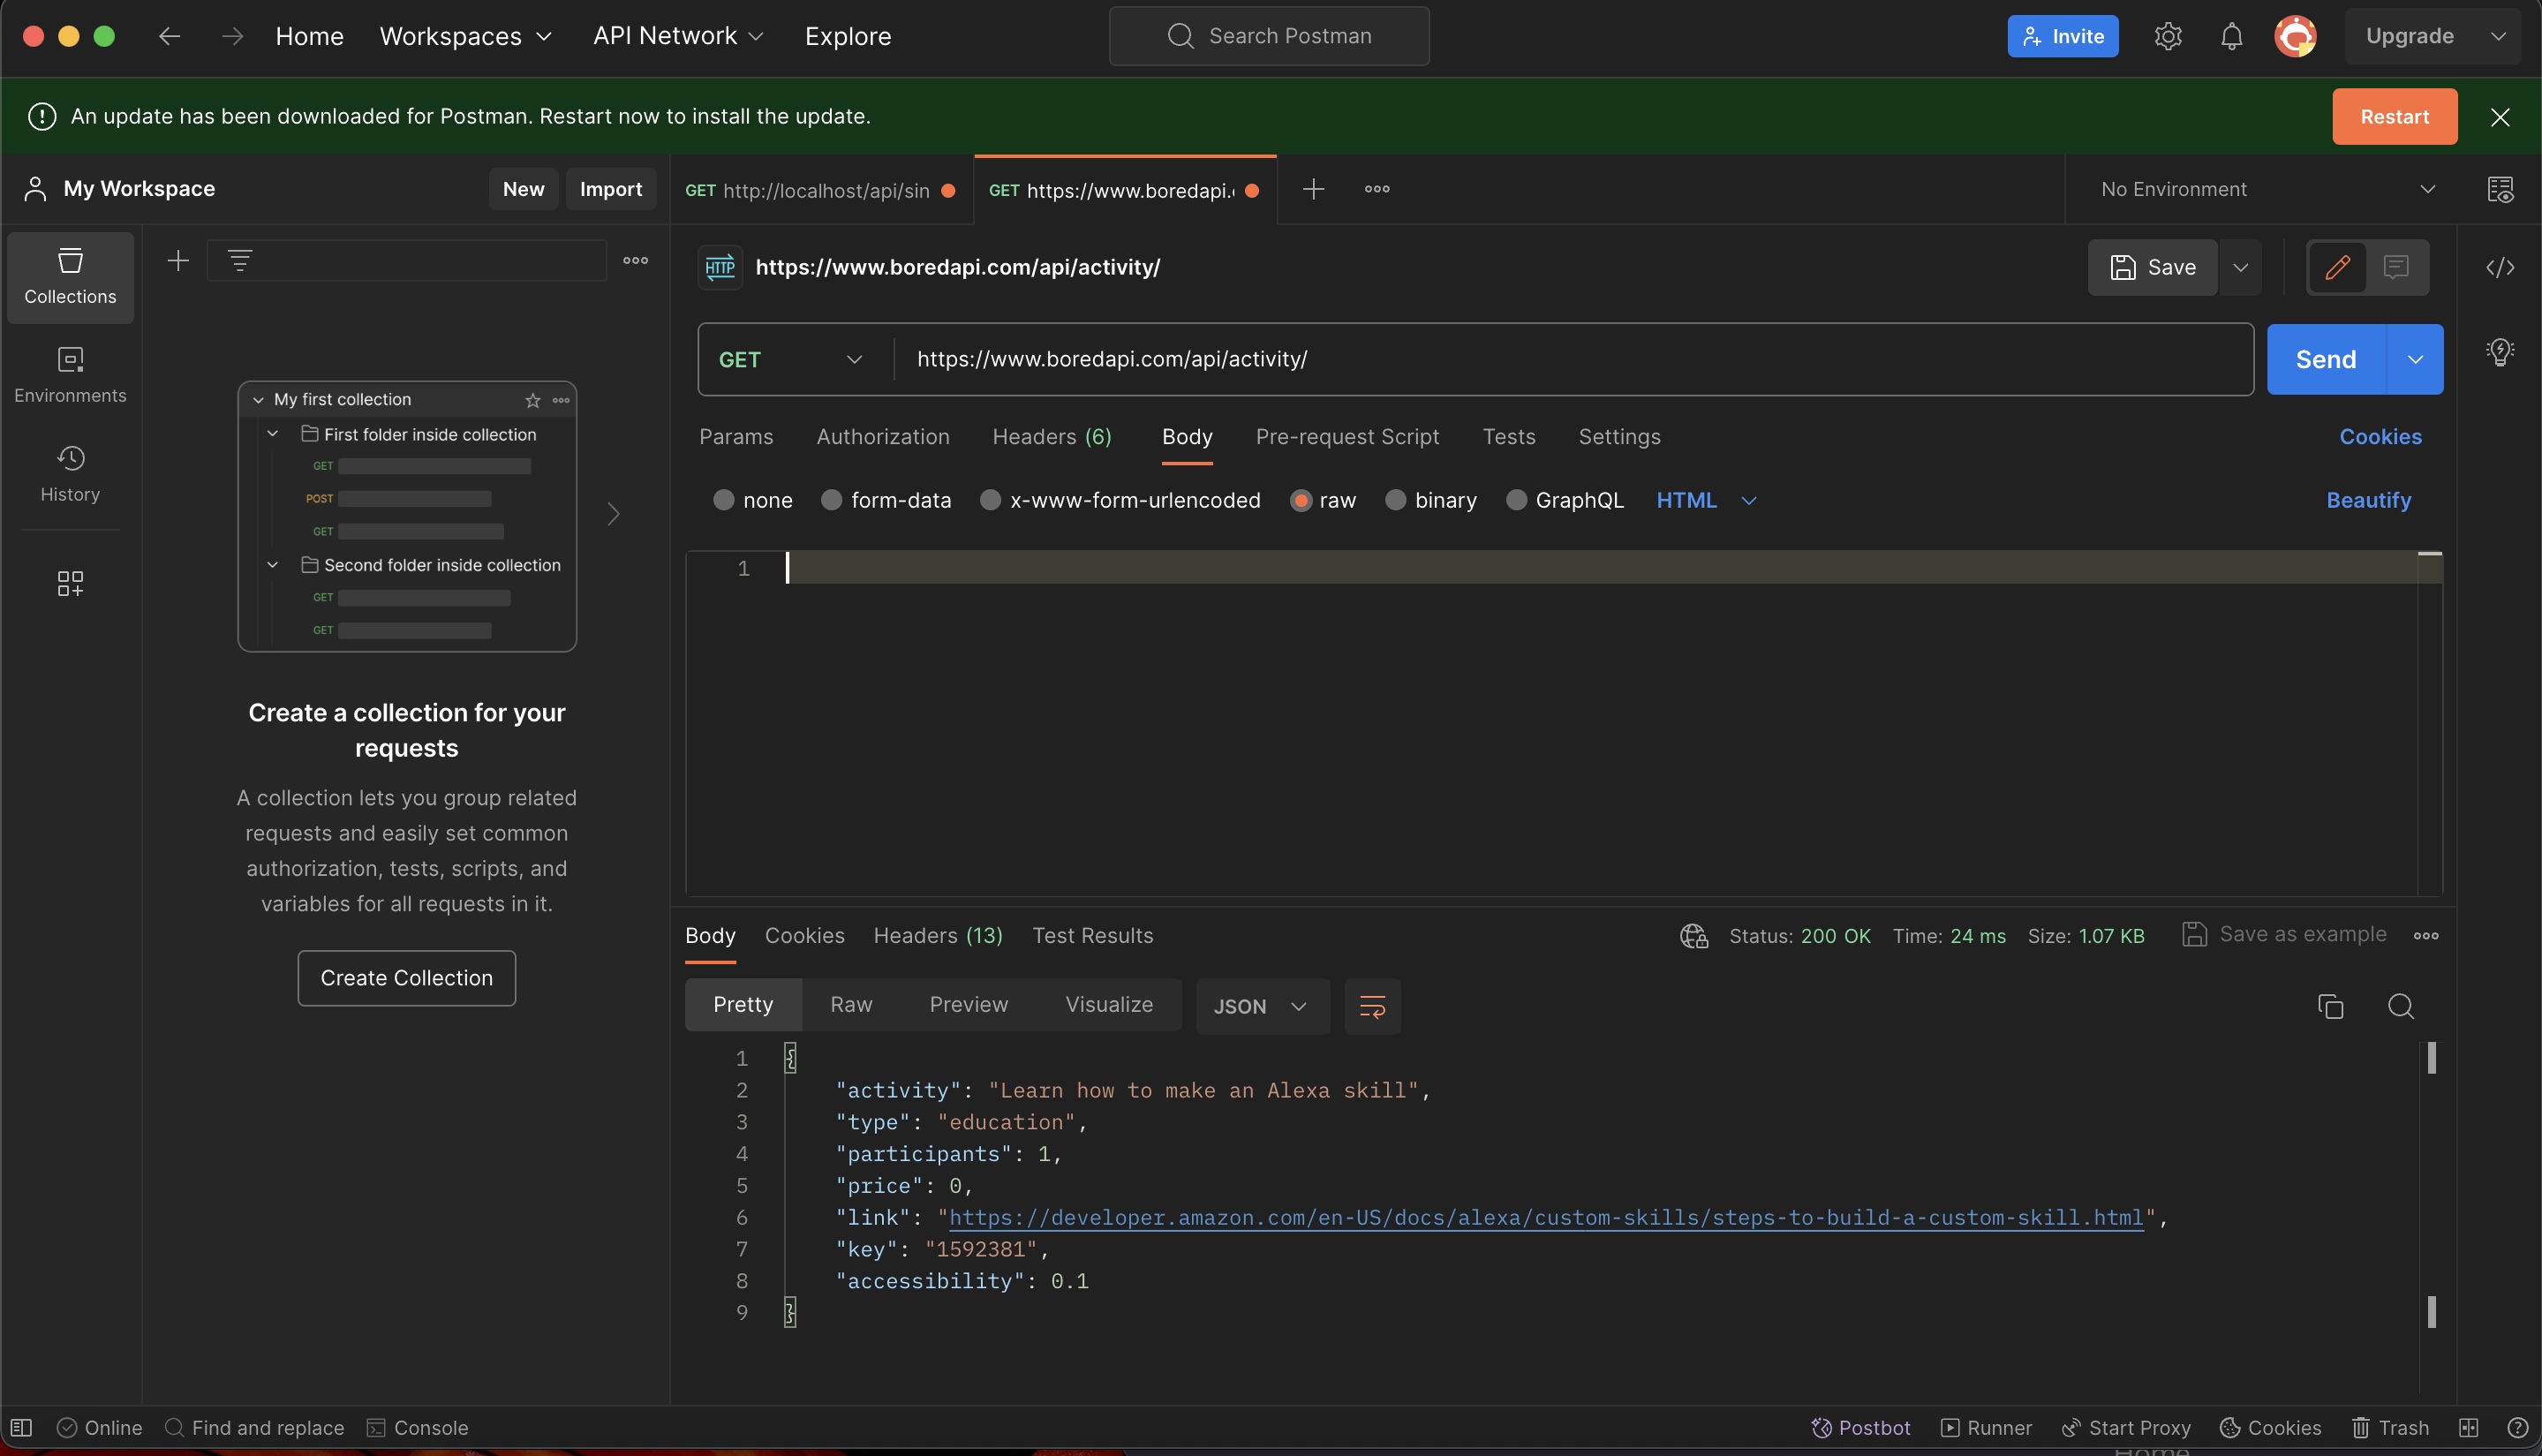 Home Workspaces API Network Explore Search Postman Invite Upgrade
An update has been downloaded for Postman. Restart now to install the update. Restart
My Workspace New Import GET http://localhost/api/sin GET https://www.boredapi. No Environment
Collections
Environments
History
My first collection
First folder inside collection
GET
POST
GET
Second folder inside collection
GET
GET
Create a collection for your
requests
A collection lets you group related
requests and easily set common
authorization, tests, scripts, and
variables for all requests in it.
Create Collection
HTTP https://www.boredapi.com/api/activity/ Save
GET https://www.boredapi.com/api/activity/ Send
Params Authorization Headers (6) Body Pre-request Script Tests Settings Cookies
none form-data x-www-form-urlencoded raw binary GraphQL HTML Beautify
1
Body Cookies Headers (13) Test Results Status: 200 OK Time: 24 ms Size: 1.07 KB Save as example
Pretty Raw Preview Visualize JSON
1 {
2 "activity": "Learn how to make an Alexa skill",
3 "type": "education",
4 "participants": 1,
5 "price": 0,
6 "link": "https://developer.amazon.com/en-US/docs/alexa/custom-skills/steps-to-build-a-custom-skill.html",
7 "key": "1592381",
8 "accessibility": 0.1
9 }
Online Find and replace Console Postbot Runner Start Proxy Cookies Trash